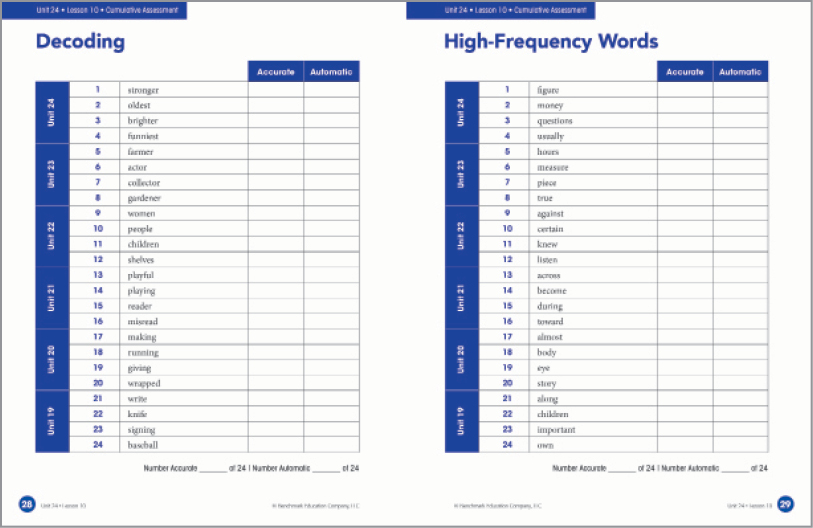 Unit 24 • Lesson 10 • Cumulative Assessment
Decoding
Accurate Automatic
Unit 24
1 stronger
2 oldest
3 brighter
4 funniest
Unit 23
5 farmer
6 actor
7 collector
8 gardener
Unit 22
9 women
10 people
11 children
12 shelves
Unit 21
13 playful
14 playing
15 reader
16 misread
Unit 20
17 making
18 running
19 giving
20 wrapped
Unit 19
21 write
22 knife
23 signing
24 baseball
Number Accurate ______ of 24 | Number Automatic ______ of 24
28 Unit 24 • Lesson 10 © Benchmark Education Company, LLC
Unit 24 • Lesson 10 • Cumulative Assessment
High-Frequency Words
Accurate Automatic
Unit 24
1 figure
2 money
3 questions
4 usually
Unit 23
5 hours
6 measure
7 piece
8 true
Unit 22
9 against
10 certain
11 knew
12 listen
Unit 21
13 across
14 become
15 during
16 toward
Unit 20
17 almost
18 body
19 eye
20 story
Unit 19
21 along
22 children
23 important
24 own
Number Accurate ______ of 24 | Number Automatic ______ of 24
© Benchmark Education Company, LLC Unit 24 • Lesson 10 29